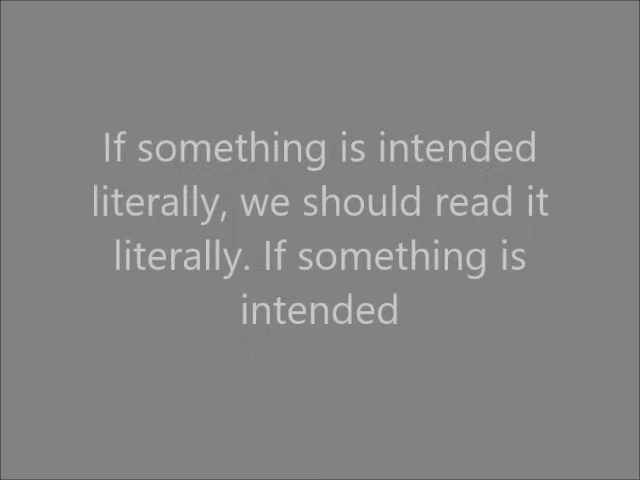 If something is intended
literally, we should read it
literally. If something is
intended